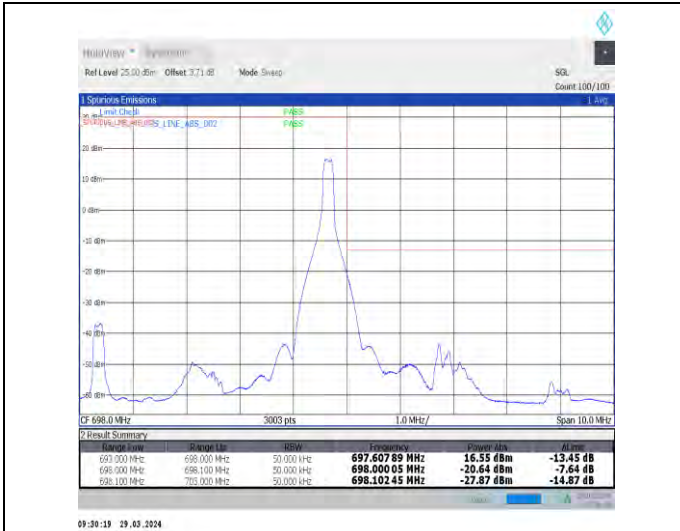 MultiView Spectrum
Ref Level 25.00 dBm Offset 3.71 dB Mode Sweep SGL
Count 100/100
1 Spurious Emissions 1 Avg
Limit Check PASS
30 dBm
_LINE_ABS_002 PASS
20 dBm
10 dBm
0 dBm
-10 dBm
-20 dBm
-30 dBm
-40 dBm
-50 dBm
-60 dBm
CF 698.0 MHz 3003 pts 1.0 MHz/ Span 10.0 MHz
2 Result Summary
Range Low Range Up RBW Frequency Power Abs ΔLimit
693.000 MHz 698.000 MHz 50.000 kHz 697.607 89 MHz 16.55 dBm -13.45 dB
698.000 MHz 698.100 MHz 50.000 kHz 698.000 05 MHz -20.64 dBm -7.64 dB
698.100 MHz 703.000 MHz 50.000 kHz 698.102 45 MHz -27.87 dBm -14.87 dB
09:30:19 29.03.2024